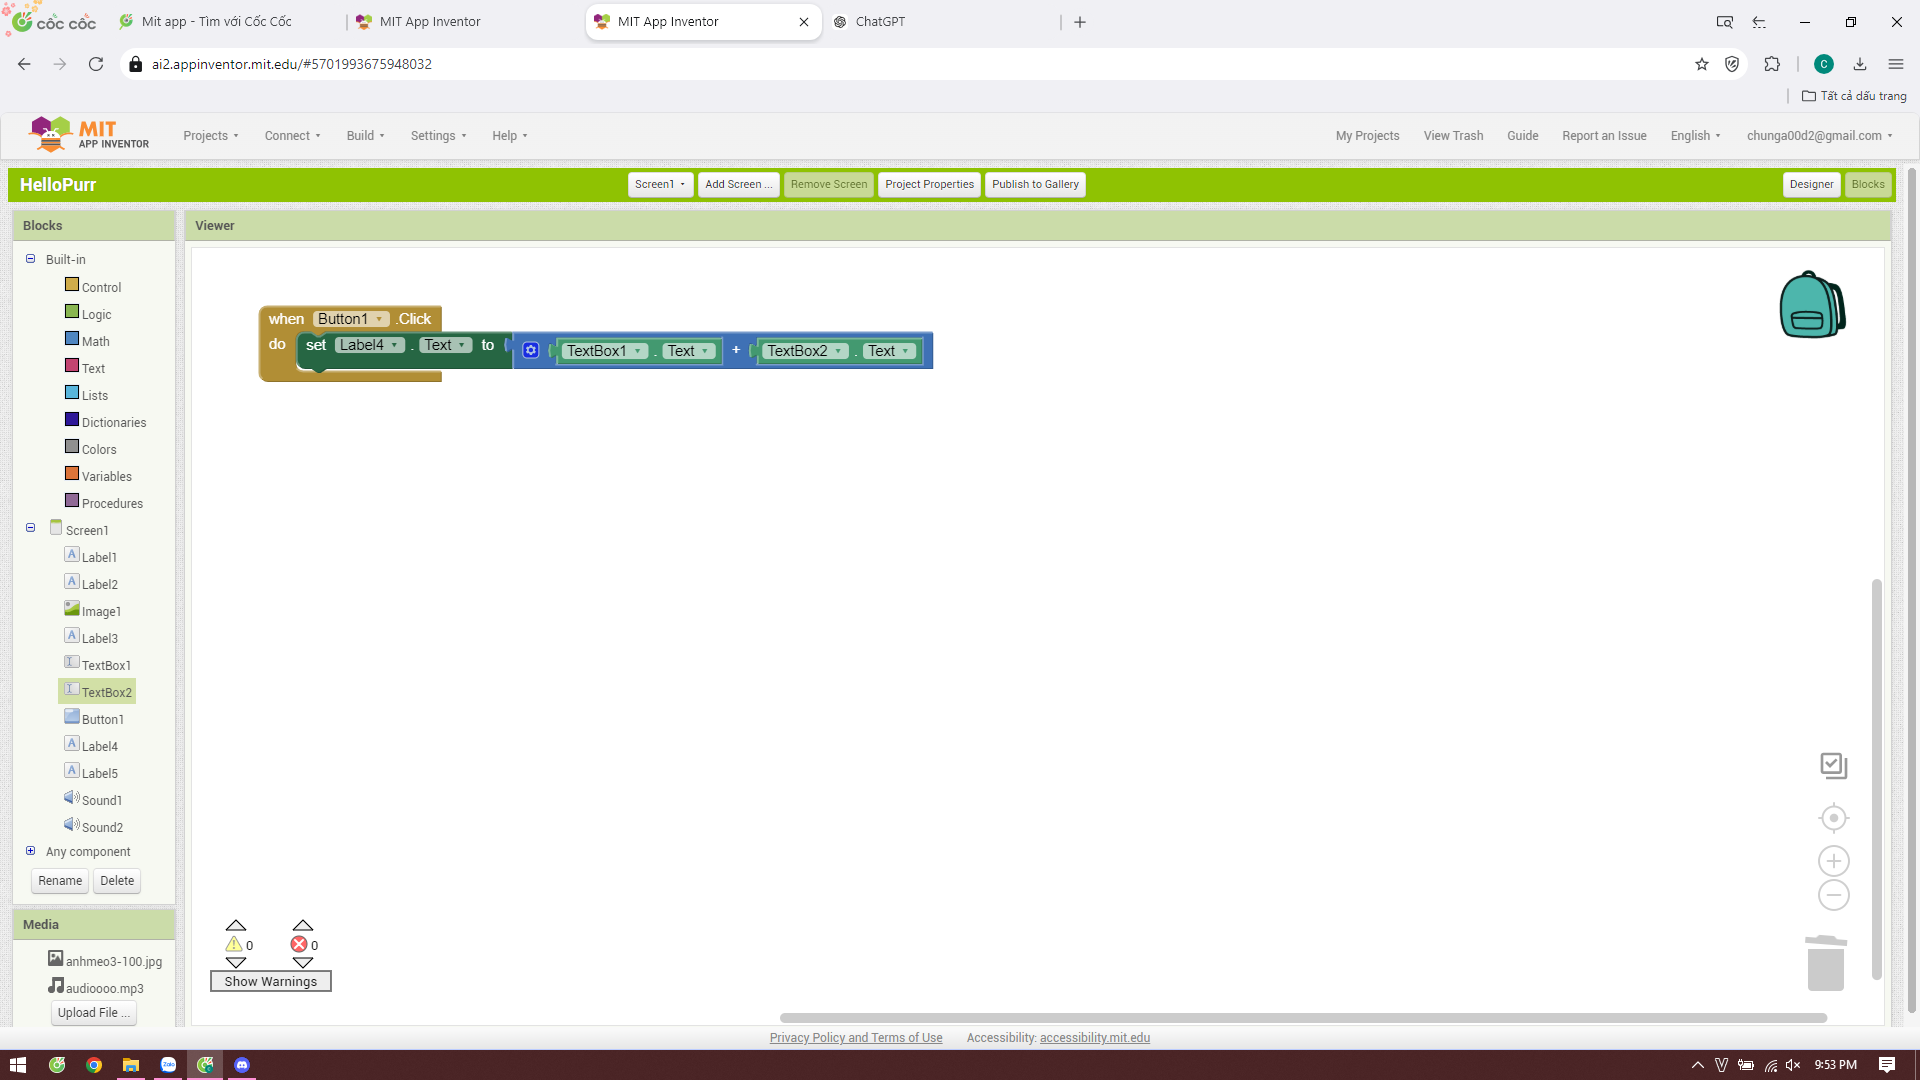 cốc cốc
Mit app - Tìm với Cốc Cốc
MIT App Inventor
MIT App Inventor
ChatGPT
ai2.appinventor.mit.edu/#5701993675948032
C
Tất cả dấu trang
MIT
APP INVENTOR
Projects
Connect
Build
Settings
Help
My Projects
View Trash
Guide
Report an Issue
English
chunga00d2@gmail.com
HelloPurr
Screen1
Add Screen ...
Remove Screen
Project Properties
Publish to Gallery
Designer
Blocks
Blocks
Viewer
Built-in
Control
Logic
Math
Text
Lists
Dictionaries
Colors
Variables
Procedures
Screen1
Label1
Label2
Image1
Label3
TextBox1
TextBox2
Button1
Label4
Label5
Sound1
Sound2
Any component
Rename
Delete
when Button1 .Click
do set Label4 . Text to TextBox1 . Text + TextBox2 . Text
0
0
Show Warnings
Media
anhmeo3-100.jpg
audioooo.mp3
Upload File ...
Privacy Policy and Terms of Use
Accessibility: accessibility.mit.edu
Zalo
V
9:53 PM